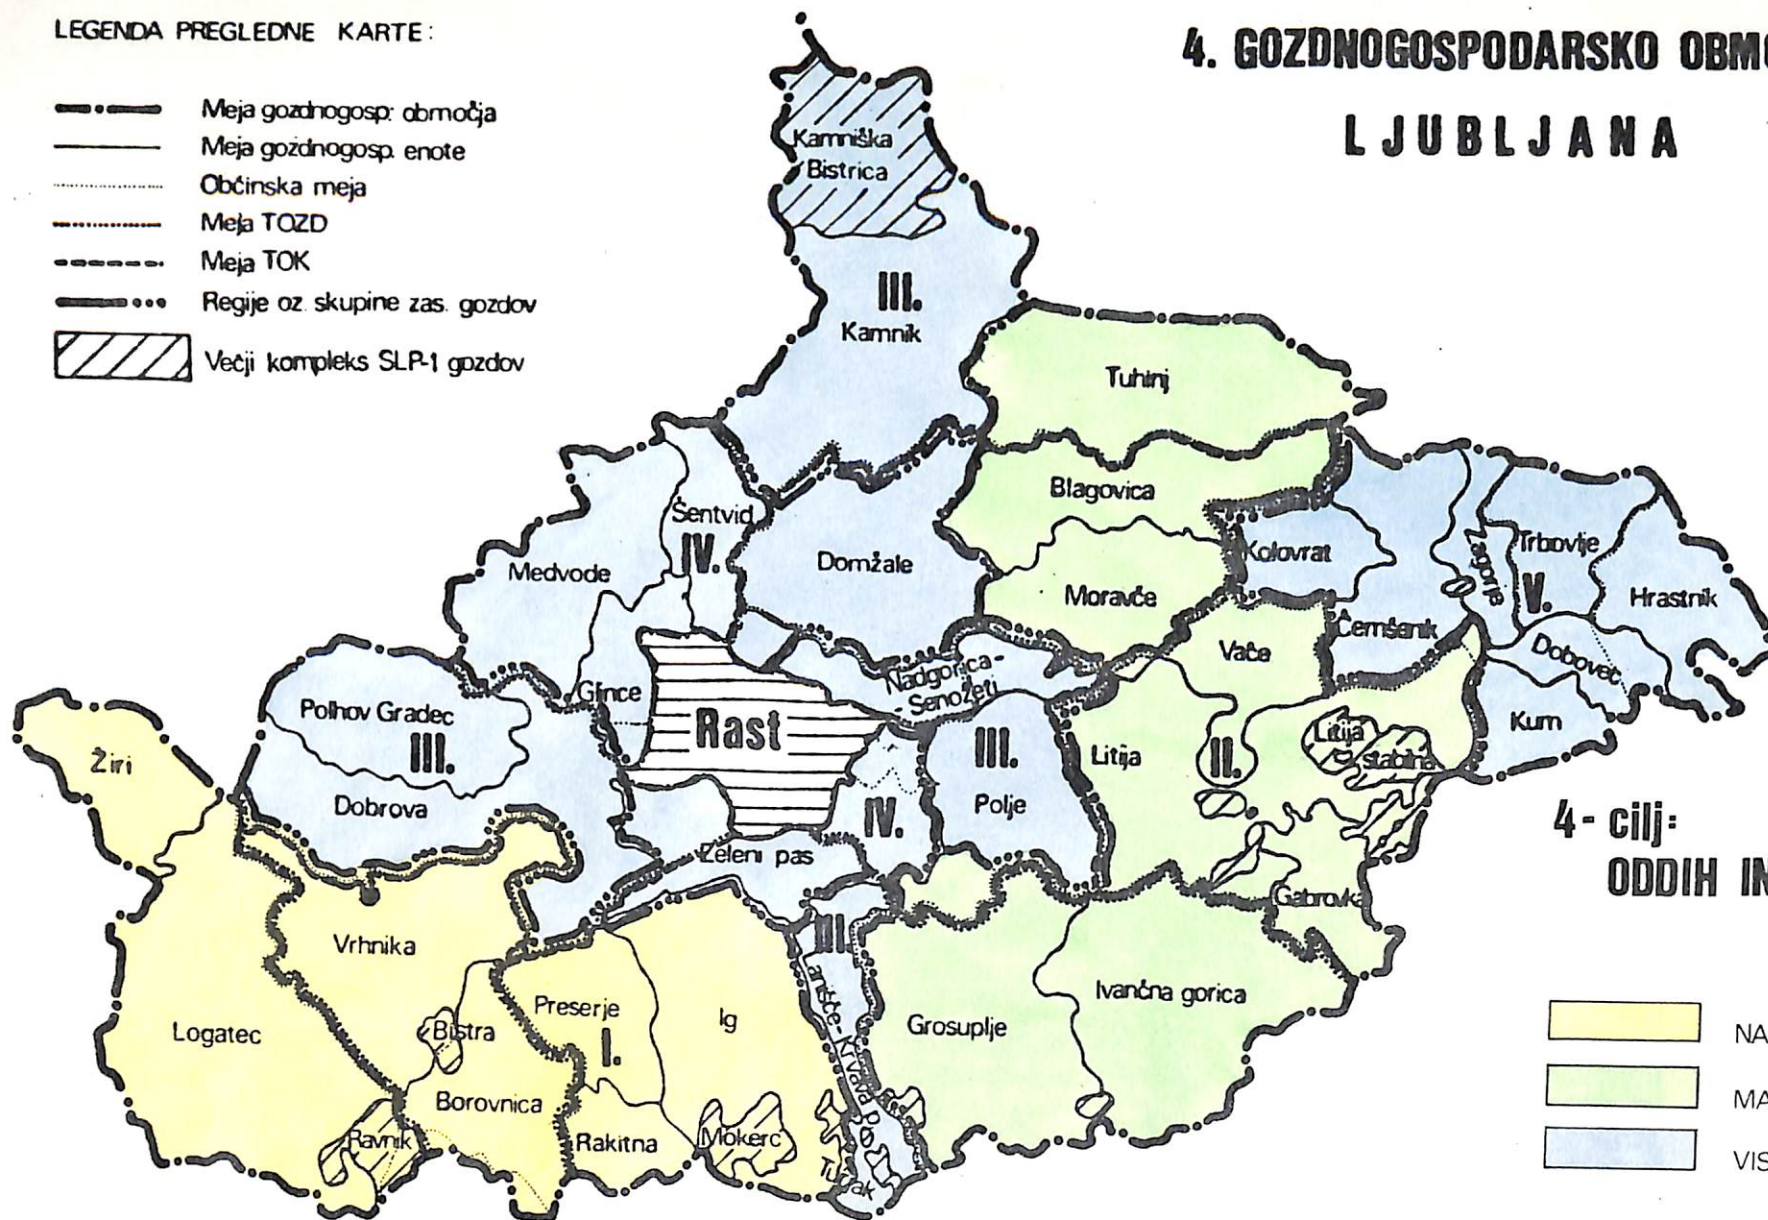 LEGENDA PREGLEDNE KARTE:
Meja gozdnogosp. območja
Meja gozdnogosp. enote
Občinska meja
Meja TOZD
Meja TOK
Regije oz. skupine zas. gozdov
Večji kompleks SLP-1 gozdov
4. GOZDNOGOSPODARSKO OBMO
LJUBLJANA
Kamniška
Bistrica
III.
Kamnik
Tuhinj
Blagovica
Šentvid
IV.
Medvode
Domžale
Moravče
Kolovrat
Zagorje
Trbovlje
V.
Hrastnik
Čemšenik
Vače
Dobovec
Kum
Glince
Nadgorica-
-Senožeti
Polhov Gradec
III.
Dobrova
Žiri
Rast
III.
Polje
IV.
Litija
II.
Litija
stabilna
Zeleni pas
Gabrovka
Vrhnika
III.
Lanišče-Krvava p.
Preserje
I.
Ig
Grosuplje
Ivančna gorica
Logatec
Bistra
Borovnica
Ravnik
Rakitna
Mokerc
4- cilj:
ODDIH IN
NA
MA
VIS